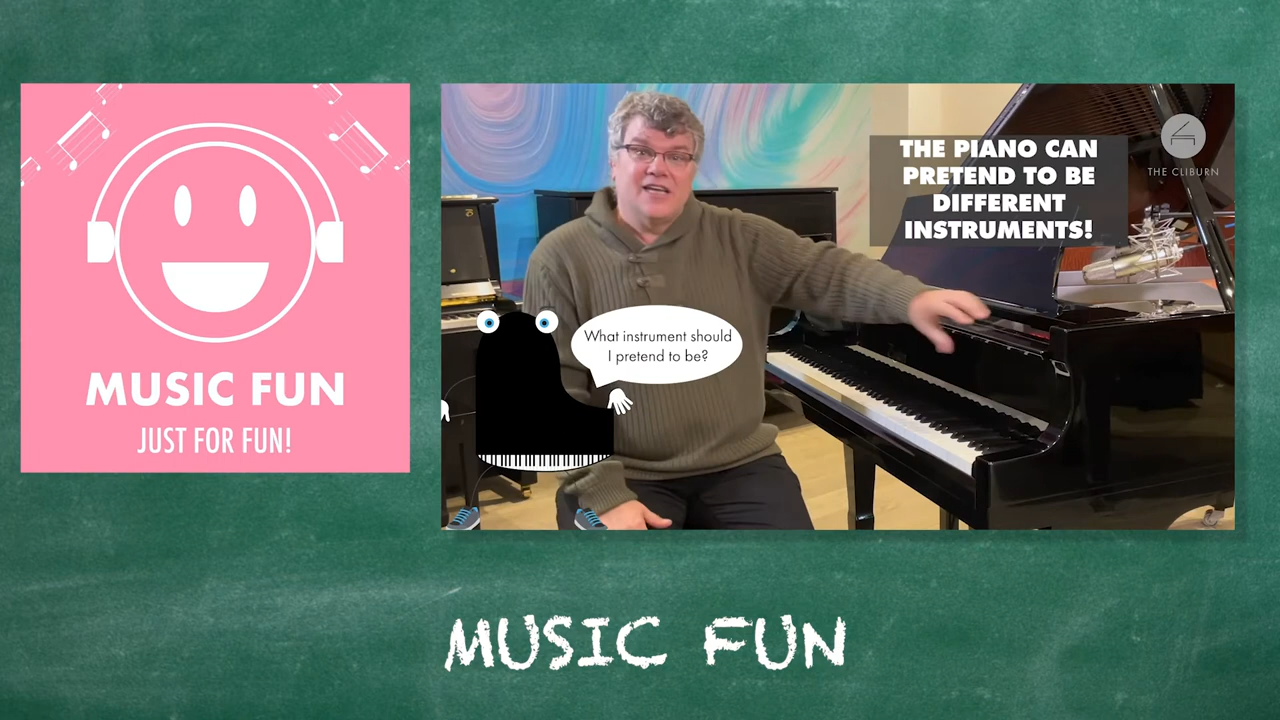 MUSIC FUN
JUST FOR FUN!
THE PIANO CAN
PRETEND TO BE
DIFFERENT
INSTRUMENTS!
THE CLIBURN
What instrument should
I pretend to be?
MUSIC FUN